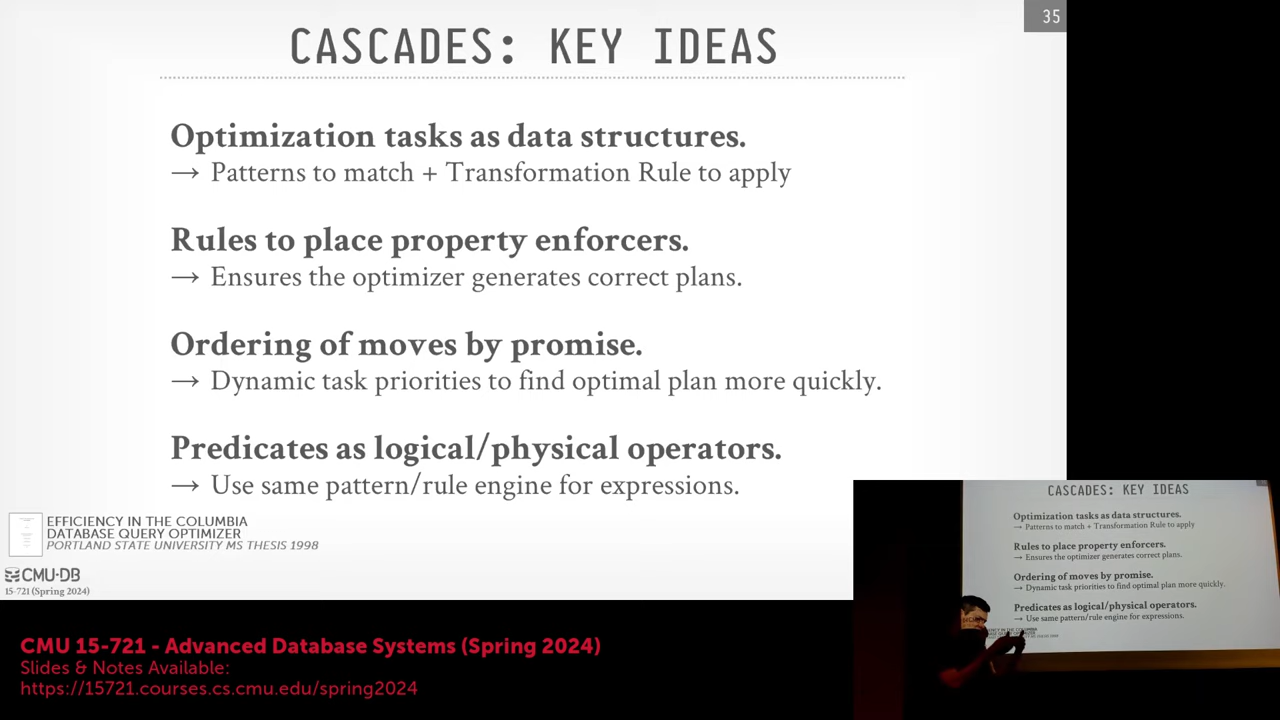 35
CASCADES: KEY IDEAS
Optimization tasks as data structures.
→ Patterns to match + Transformation Rule to apply
Rules to place property enforcers.
→ Ensures the optimizer generates correct plans.
Ordering of moves by promise.
→ Dynamic task priorities to find optimal plan more quickly.
Predicates as logical/physical operators.
→ Use same pattern/rule engine for expressions.
EFFICIENCY IN THE COLUMBIA
DATABASE QUERY OPTIMIZER
PORTLAND STATE UNIVERSITY MS THESIS 1998
CMU·DB
15-721 (Spring 2024)
CASCADES: KEY IDEAS
Optimization tasks as data structures.
→ Patterns to match + Transformation Rule to apply
Rules to place property enforcers.
→ Ensures the optimizer generates correct plans.
Ordering of moves by promise.
→ Dynamic task priorities to find optimal plan more quickly.
Predicates as logical/physical operators.
→ Use same pattern/rule engine for expressions.
CMU 15-721 - Advanced Database Systems (Spring 2024)
Slides & Notes Available:
https://15721.courses.cs.cmu.edu/spring2024